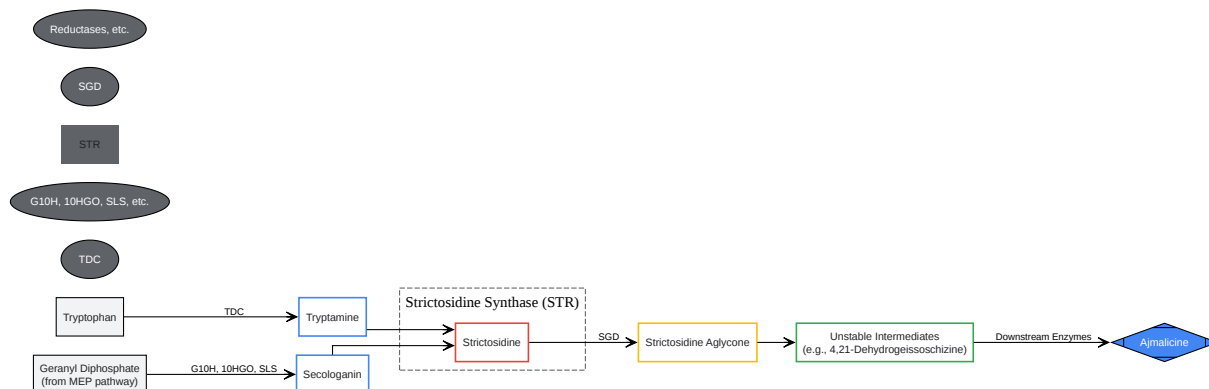 Reductases, etc.
SGD
STR
G10H, 10HGO, SLS, etc.
TDC
Strictosidine Synthase (STR)
Tryptophan
TDC
Tryptamine
Strictosidine
SGD
Strictosidine Aglycone
Unstable Intermediates
(e.g., 4,21-Dehydrogeissoschizine)
Downstream Enzymes
Ajmalicine
Geranyl Diphosphate
(from MEP pathway)
G10H, 10HGO, SLS
Secologanin